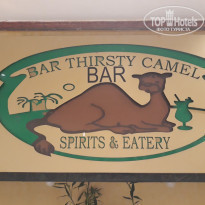 TOP Hotels
BAR THIRSTY CAMEL
BAR
SPIRITS & EATERY